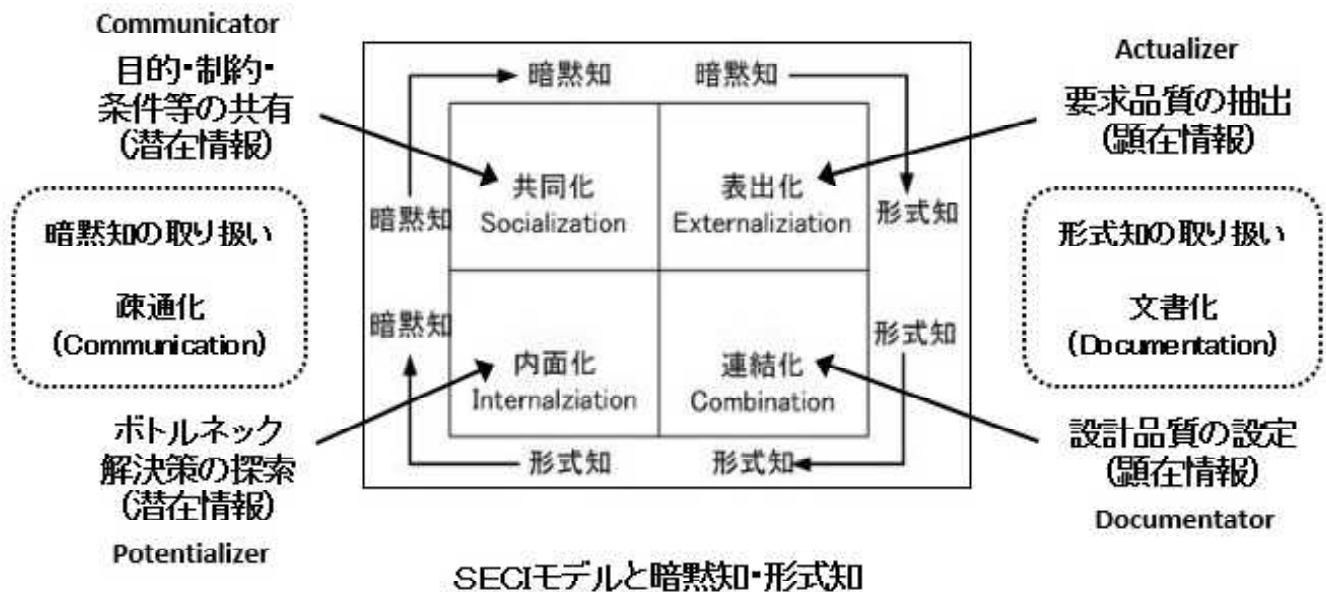 Communicator
目的・制約・
条件等の共有
(潜在情報)
暗黙知の取り扱い
疎通化
(Communication)
ボトルネック
解決策の探索
(潜在情報)
Potentializer
暗黙知
暗黙知
暗黙知
共同化
Socialization
表出化
Externaliziation
形式知
暗黙知
内面化
Internalziation
連結化
Combination
形式知
形式知
形式知
Actualizer
要求品質の抽出
(顕在情報)
形式知の取り扱い
文書化
(Documentation)
設計品質の設定
(顕在情報)
Documentator
SECIモデルと暗黙知・形式知